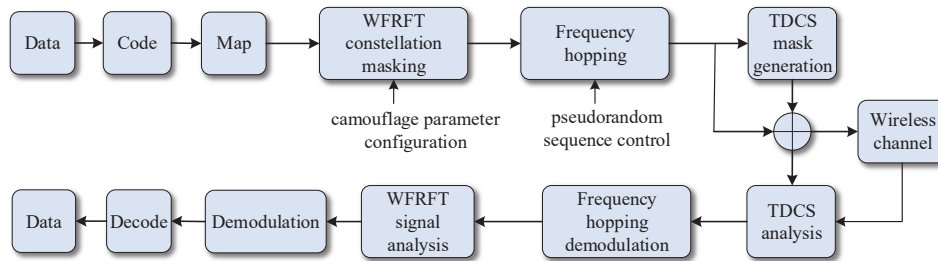 Data
Code
Map
WFRFT
constellation
masking
Frequency
hopping
TDCS
mask
generation
camouflage parameter
configuration
pseudorandom
sequence control
Wireless
channel
Data
Decode
Demodulation
WFRFT
signal
analysis
Frequency
hopping
demodulation
TDCS
analysis